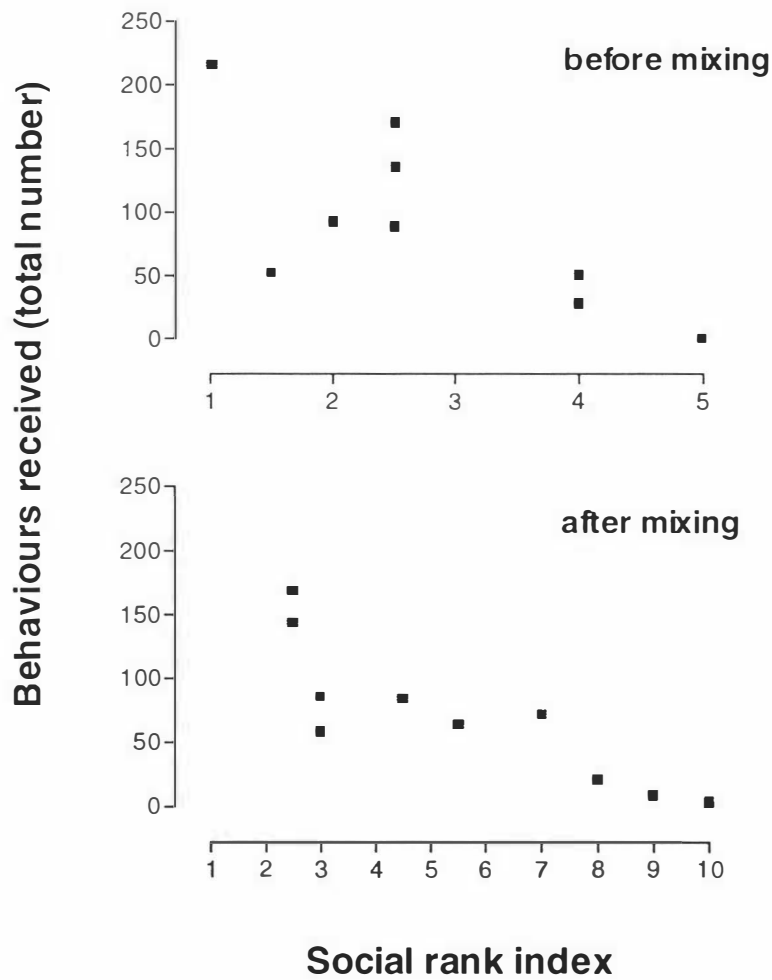 Behaviours received (total number)
before mixing
250
200
150
100
50
0
1 2 3 4 5
after mixing
250
200
150
100
50
0
1 2 3 4 5 6 7 8 9 10
Social rank index